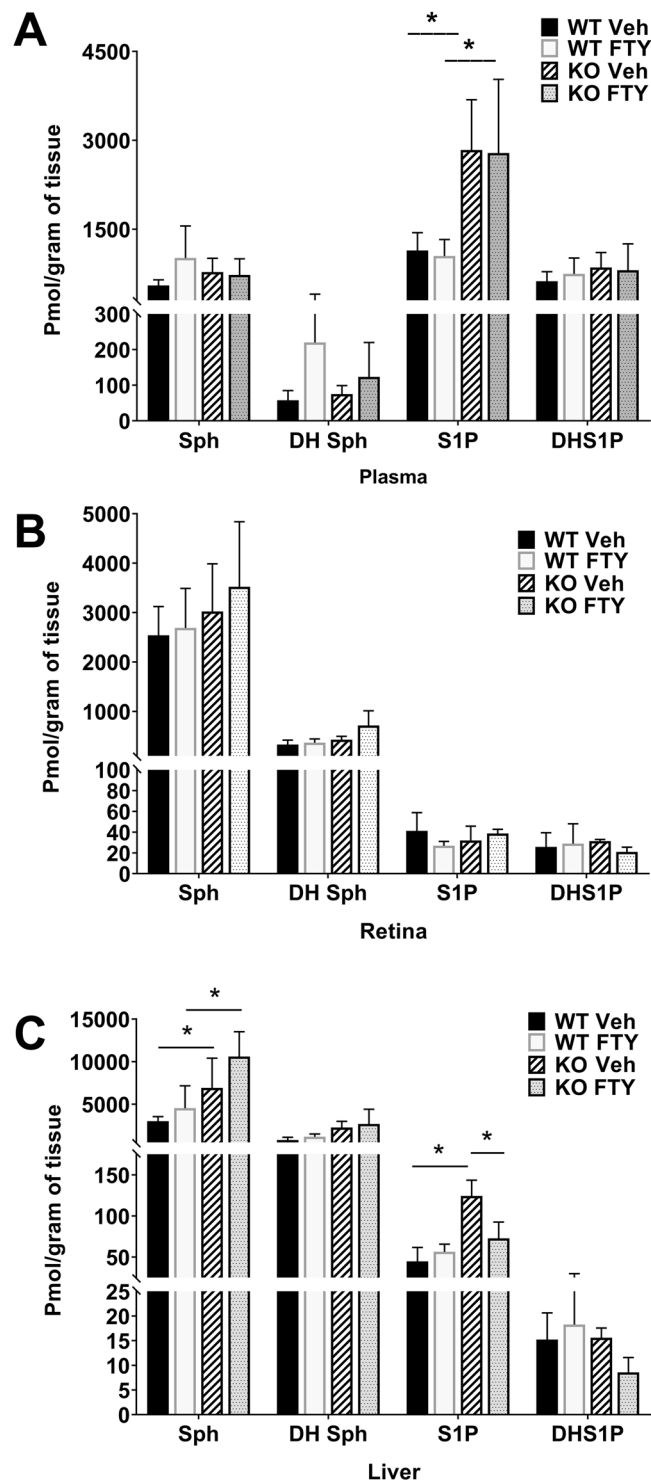 A
*
*
WT Veh
WT FTY
KO Veh
KO FTY
Pmol/gram of tissue
4500
3000
1500
300
200
100
0
Sph DH Sph S1P DHS1P
Plasma
B
WT Veh
WT FTY
KO Veh
KO FTY
Pmol/gram of tissue
5000
4000
3000
2000
1000
100
80
60
40
20
0
Sph DH Sph S1P DHS1P
Retina
C
*
*
*
*
WT Veh
WT FTY
KO Veh
KO FTY
Pmol/gram of tissue
15000
10000
5000
150
100
50
25
20
15
10
5
0
Sph DH Sph S1P DHS1P
Liver